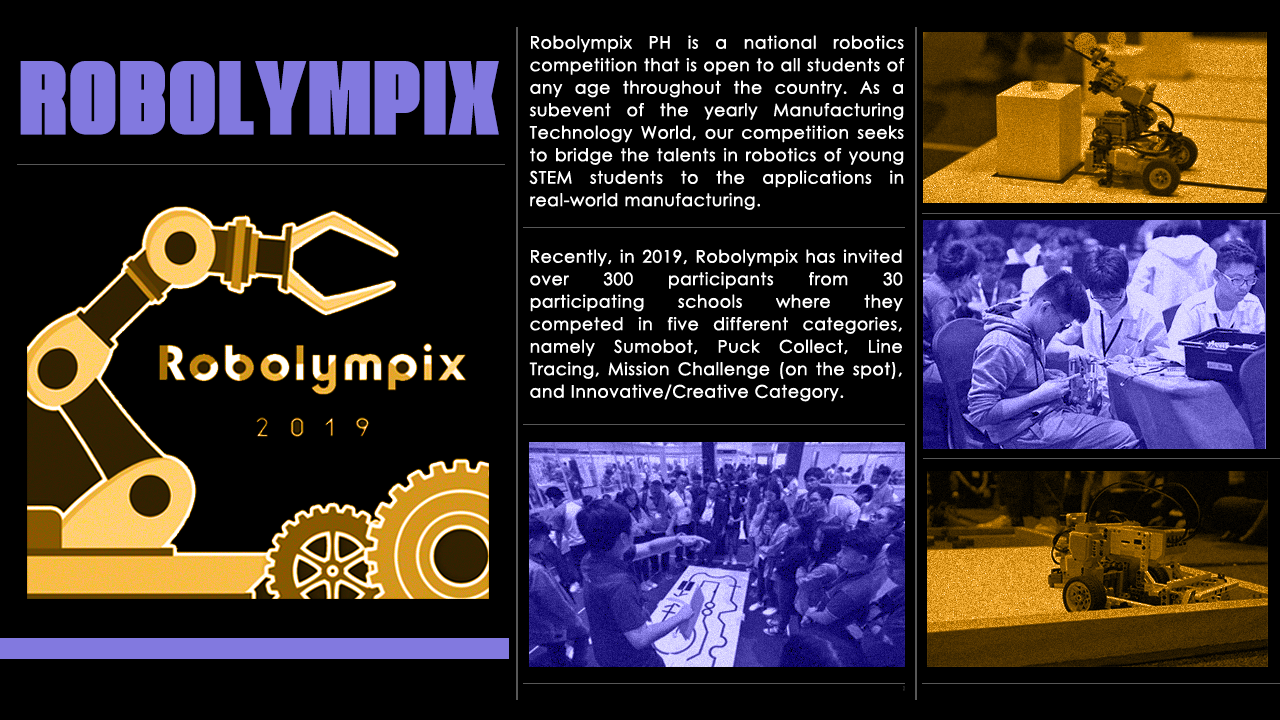 ROBOLYMPIX
Robolympix
2019
Robolympix PH is a national robotics
competition that is open to all students of
any age throughout the country. As a
subevent of the yearly Manufacturing
Technology World, our competition seeks
to bridge the talents in robotics of young
STEM students to the applications in
real-world manufacturing.
Recently, in 2019, Robolympix has invited
over 300 participants from 30
participating schools where they
competed in five different categories,
namely Sumobot, Puck Collect, Line
Tracing, Mission Challenge (on the spot),
and Innovative/Creative Category.